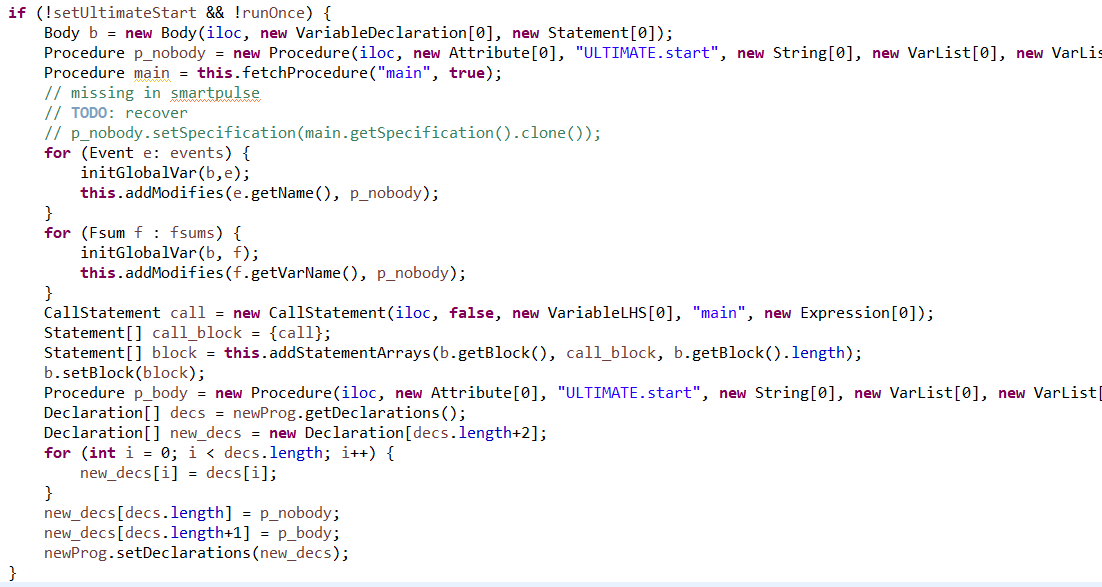 if (!setUltimateStart && !runOnce) {
    Body b = new Body(iloc, new VariableDeclaration[0], new Statement[0]);
    Procedure p_nobody = new Procedure(iloc, new Attribute[0], "ULTIMATE.start", new String[0], new VarList[0], new VarLis
    Procedure main = this.fetchProcedure("main", true);
    // missing in smartpulse
    // TODO: recover
    // p_nobody.setSpecification(main.getSpecification().clone());
    for (Event e: events) {
        initGlobalVar(b,e);
        this.addModifies(e.getName(), p_nobody);
    }
    for (Fsum f : fsums) {
        initGlobalVar(b, f);
        this.addModifies(f.getVarName(), p_nobody);
    }
    CallStatement call = new CallStatement(iloc, false, new VariableLHS[0], "main", new Expression[0]);
    Statement[] call_block = {call};
    Statement[] block = this.addStatementArrays(b.getBlock(), call_block, b.getBlock().length);
    b.setBlock(block);
    Procedure p_body = new Procedure(iloc, new Attribute[0], "ULTIMATE.start", new String[0], new VarList[0], new VarList[
    Declaration[] decs = newProg.getDeclarations();
    Declaration[] new_decs = new Declaration[decs.length+2];
    for (int i = 0; i < decs.length; i++) {
        new_decs[i] = decs[i];
    }
    new_decs[decs.length] = p_nobody;
    new_decs[decs.length+1] = p_body;
    newProg.setDeclarations(new_decs);
}